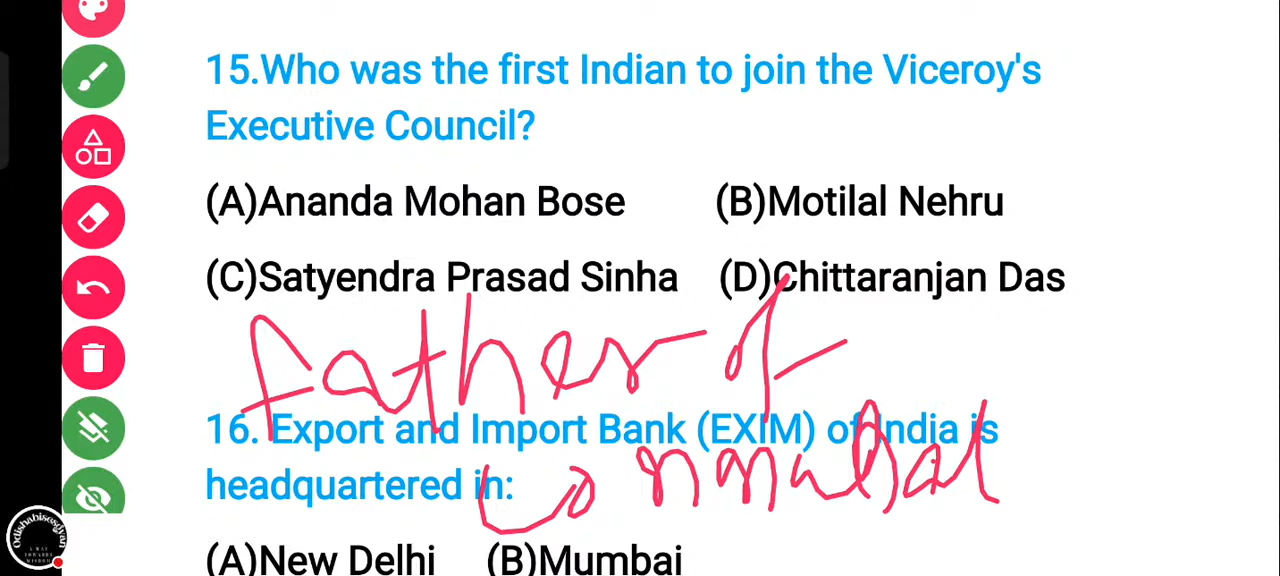 15.Who was the first Indian to join the Viceroy's
Executive Council?
(A)Ananda Mohan Bose (B)Motilal Nehru
(C)Satyendra Prasad Sinha (D)Chittaranjan Das
father of
16. Export and Import Bank (EXIM) of India is
headquartered in:
(A)New Delhi (B)Mumbai
Odishabisesgyan